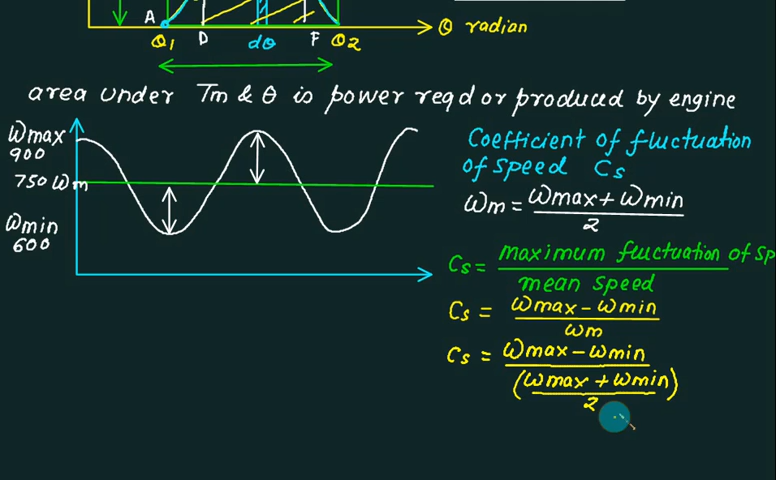 A
θ1 D dθ F θ2
θ radian
area under Tm & θ is power reqd or produced by engine
ωmax
900
750 ωm
ωmin
600
Coefficient of fluctuation
of speed Cs
ωm = ωmax + ωmin / 2
Cs = maximum fluctuation of sp / mean speed
Cs = ωmax - ωmin / ωm
Cs = ωmax - ωmin / (ωmax + ωmin / 2)